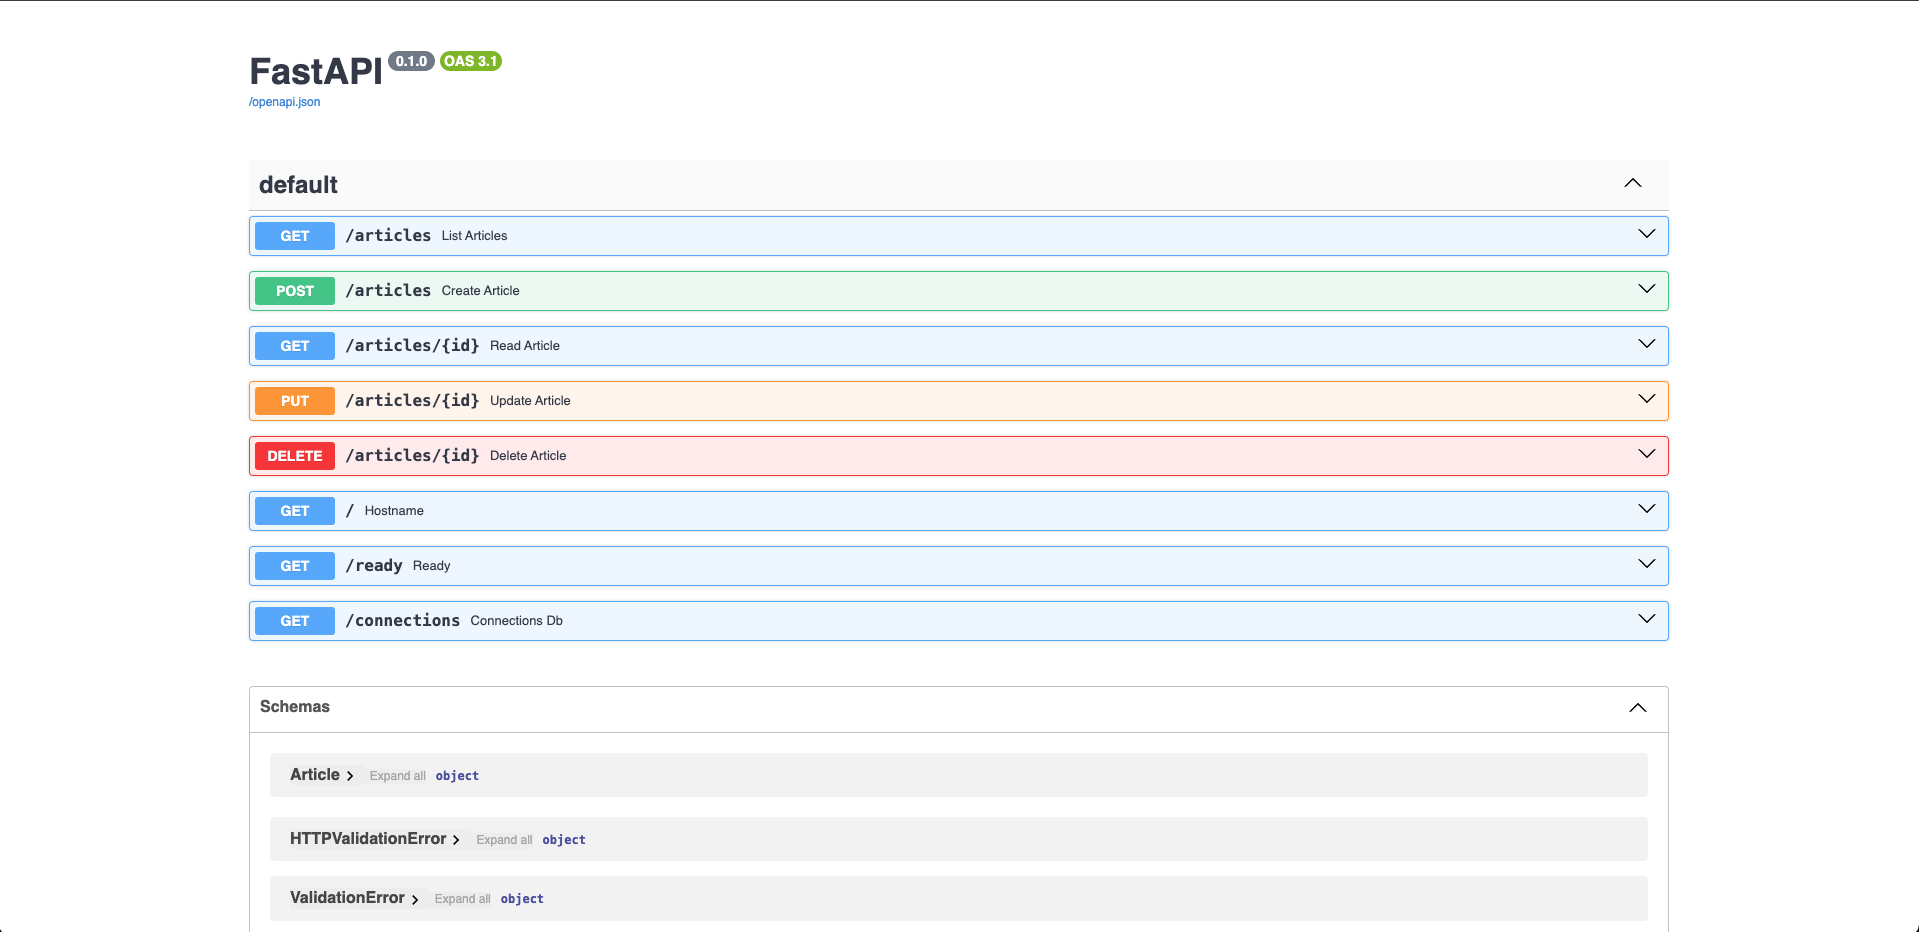 FastAPI 0.1.0 OAS 3.1
/openapi.json
default
GET /articles List Articles
POST /articles Create Article
GET /articles/{id} Read Article
PUT /articles/{id} Update Article
DELETE /articles/{id} Delete Article
GET / Hostname
GET /ready Ready
GET /connections Connections Db
Schemas
Article Expand all object
HTTPValidationError Expand all object
ValidationError Expand all object